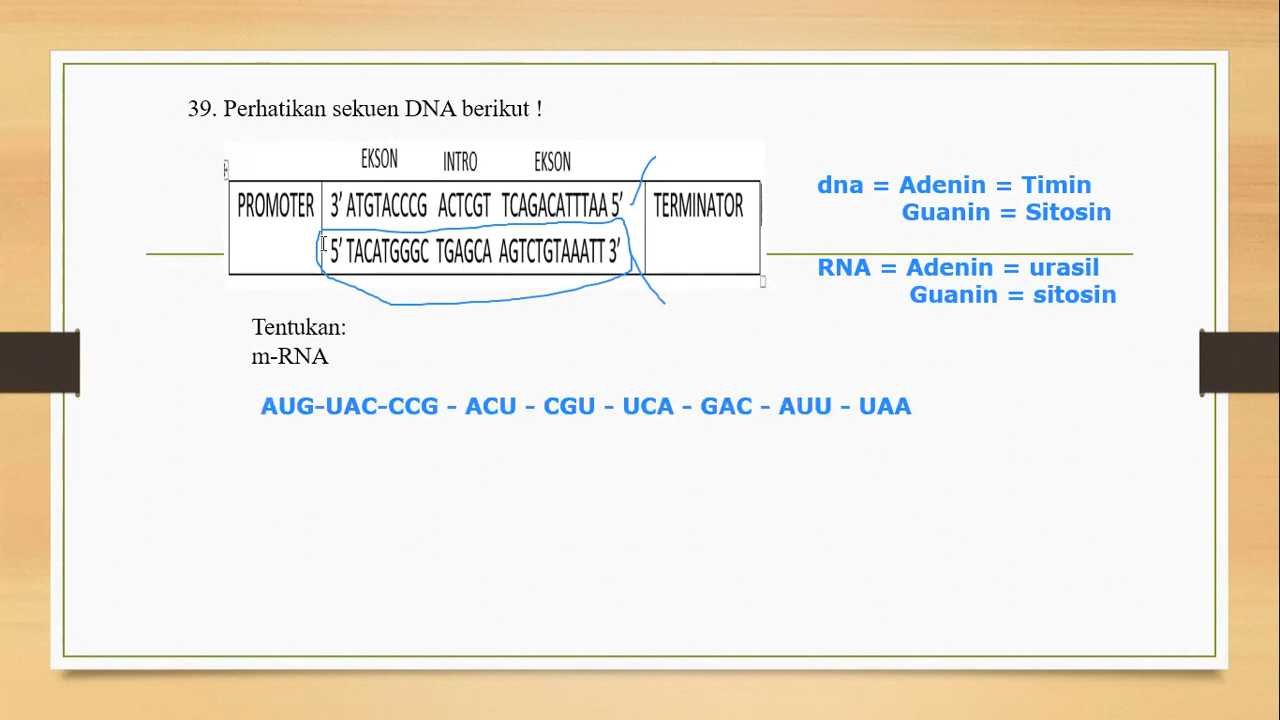 39. Perhatikan sekuen DNA berikut !
EKSON INTRO EKSON
PROMOTER 3’ ATGTACCCG ACTCGT TCAGACATTTAA 5’ TERMINATOR
5’ TACATGGGC TGAGCA AGTCTGTAAATT 3’
dna = Adenin = Timin
Guanin = Sitosin
RNA = Adenin = urasil
Guanin = sitosin
Tentukan:
m-RNA
AUG-UAC-CCG – ACU – CGU – UCA – GAC – AUU – UAA